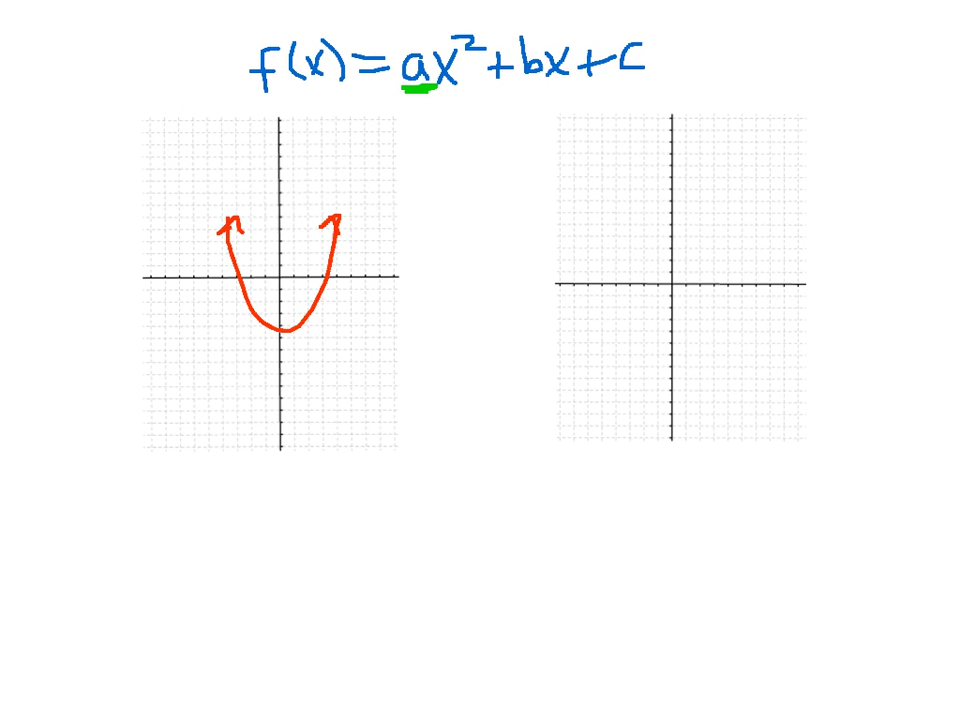 f(x) = ax²+bx+c